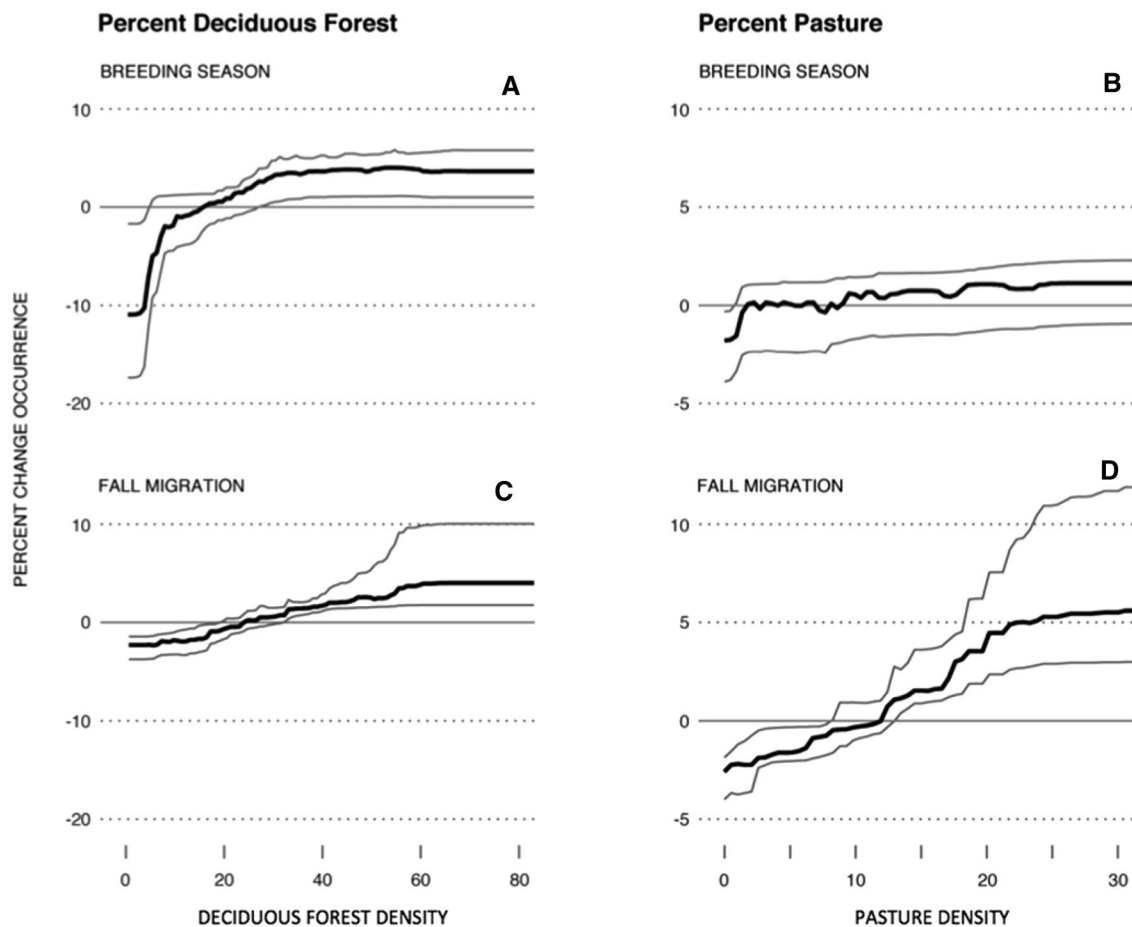 Percent Deciduous Forest
BREEDING SEASON
A
10
0
-10
-20
Percent Pasture
BREEDING SEASON
B
10
5
0
-5
PERCENT CHANGE OCCURRENCE
FALL MIGRATION
C
10
0
-10
-20
0 20 40 60 80
DECIDUOUS FOREST DENSITY
FALL MIGRATION
D
10
5
0
-5
0 10 20 30
PASTURE DENSITY